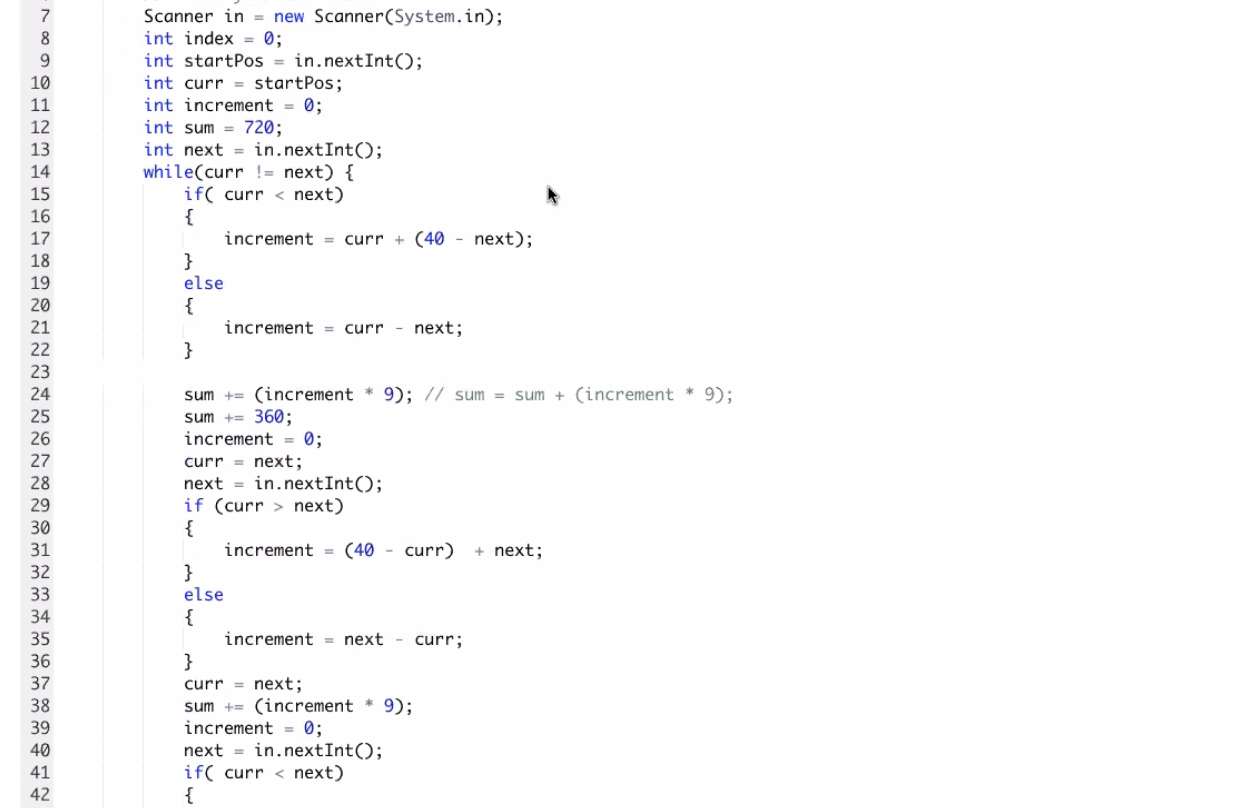 7 Scanner in = new Scanner(System.in);
8 int index = 0;
9 int startPos = in.nextInt();
10 int curr = startPos;
11 int increment = 0;
12 int sum = 720;
13 int next = in.nextInt();
14 while(curr != next) {
15 if( curr < next)
16 {
17 increment = curr + (40 - next);
18 }
19 else
20 {
21 increment = curr - next;
22 }
23
24 sum += (increment * 9); // sum = sum + (increment * 9);
25 sum += 360;
26 increment = 0;
27 curr = next;
28 next = in.nextInt();
29 if (curr > next)
30 {
31 increment = (40 - curr)  + next;
32 }
33 else
34 {
35 increment = next - curr;
36 }
37 curr = next;
38 sum += (increment * 9);
39 increment = 0;
40 next = in.nextInt();
41 if( curr < next)
42 {